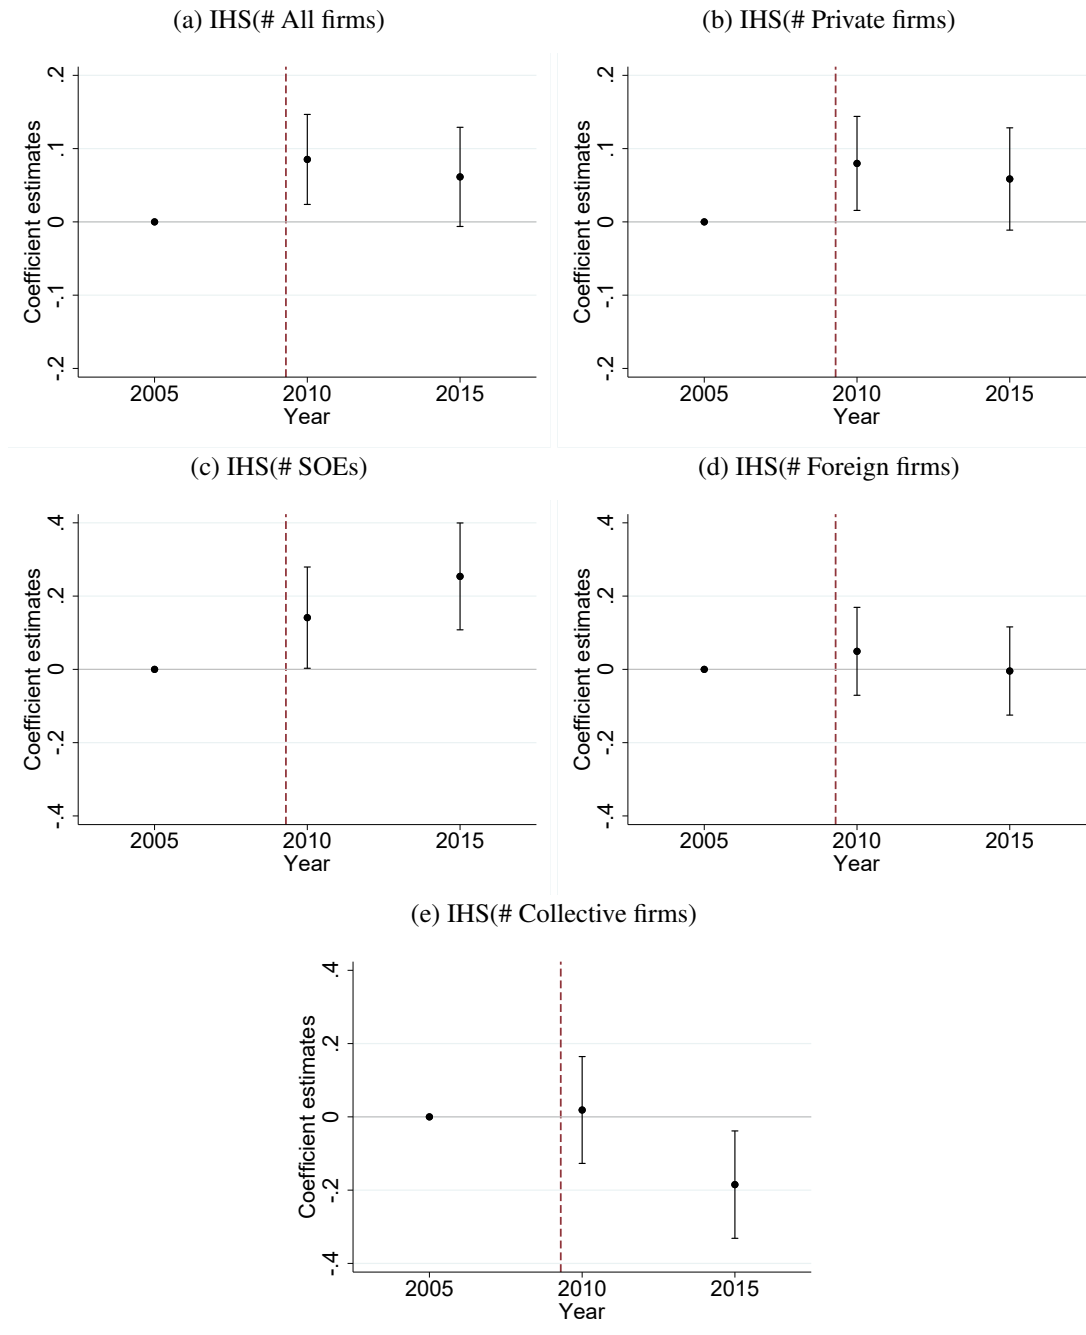 (a) IHS(# All firms)
Coefficient estimates
.2
.1
0
-.1
-.2
2005 2010 2015
Year
(b) IHS(# Private firms)
Coefficient estimates
.2
.1
0
-.1
-.2
2005 2010 2015
Year
(c) IHS(# SOEs)
Coefficient estimates
.4
.2
0
-.2
-.4
2005 2010 2015
Year
(d) IHS(# Foreign firms)
Coefficient estimates
.4
.2
0
-.2
-.4
2005 2010 2015
Year
(e) IHS(# Collective firms)
Coefficient estimates
.4
.2
0
-.2
-.4
2005 2010 2015
Year